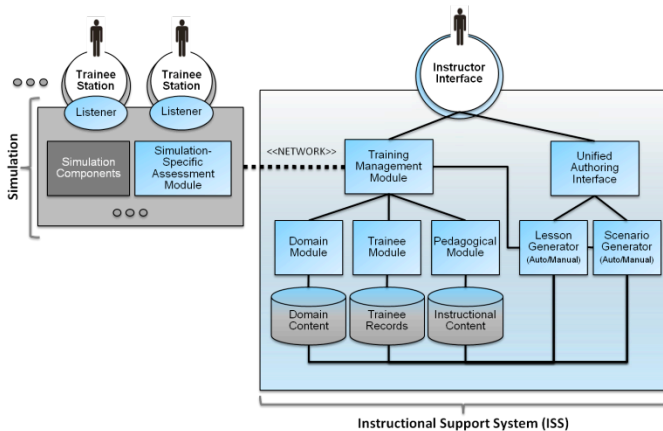 Trainee
Station
Trainee
Station
Listener
Listener
Simulation
Simulation
Components
Simulation-
Specific
Assessment
Module
<<NETWORK>>
Instructor
Interface
Training
Management
Module
Unified
Authoring
Interface
Domain
Module
Trainee
Module
Pedagogical
Module
Lesson
Generator
(Auto/Manual)
Scenario
Generator
(Auto/Manual)
Domain
Content
Trainee
Records
Instructional
Content
Instructional Support System (ISS)